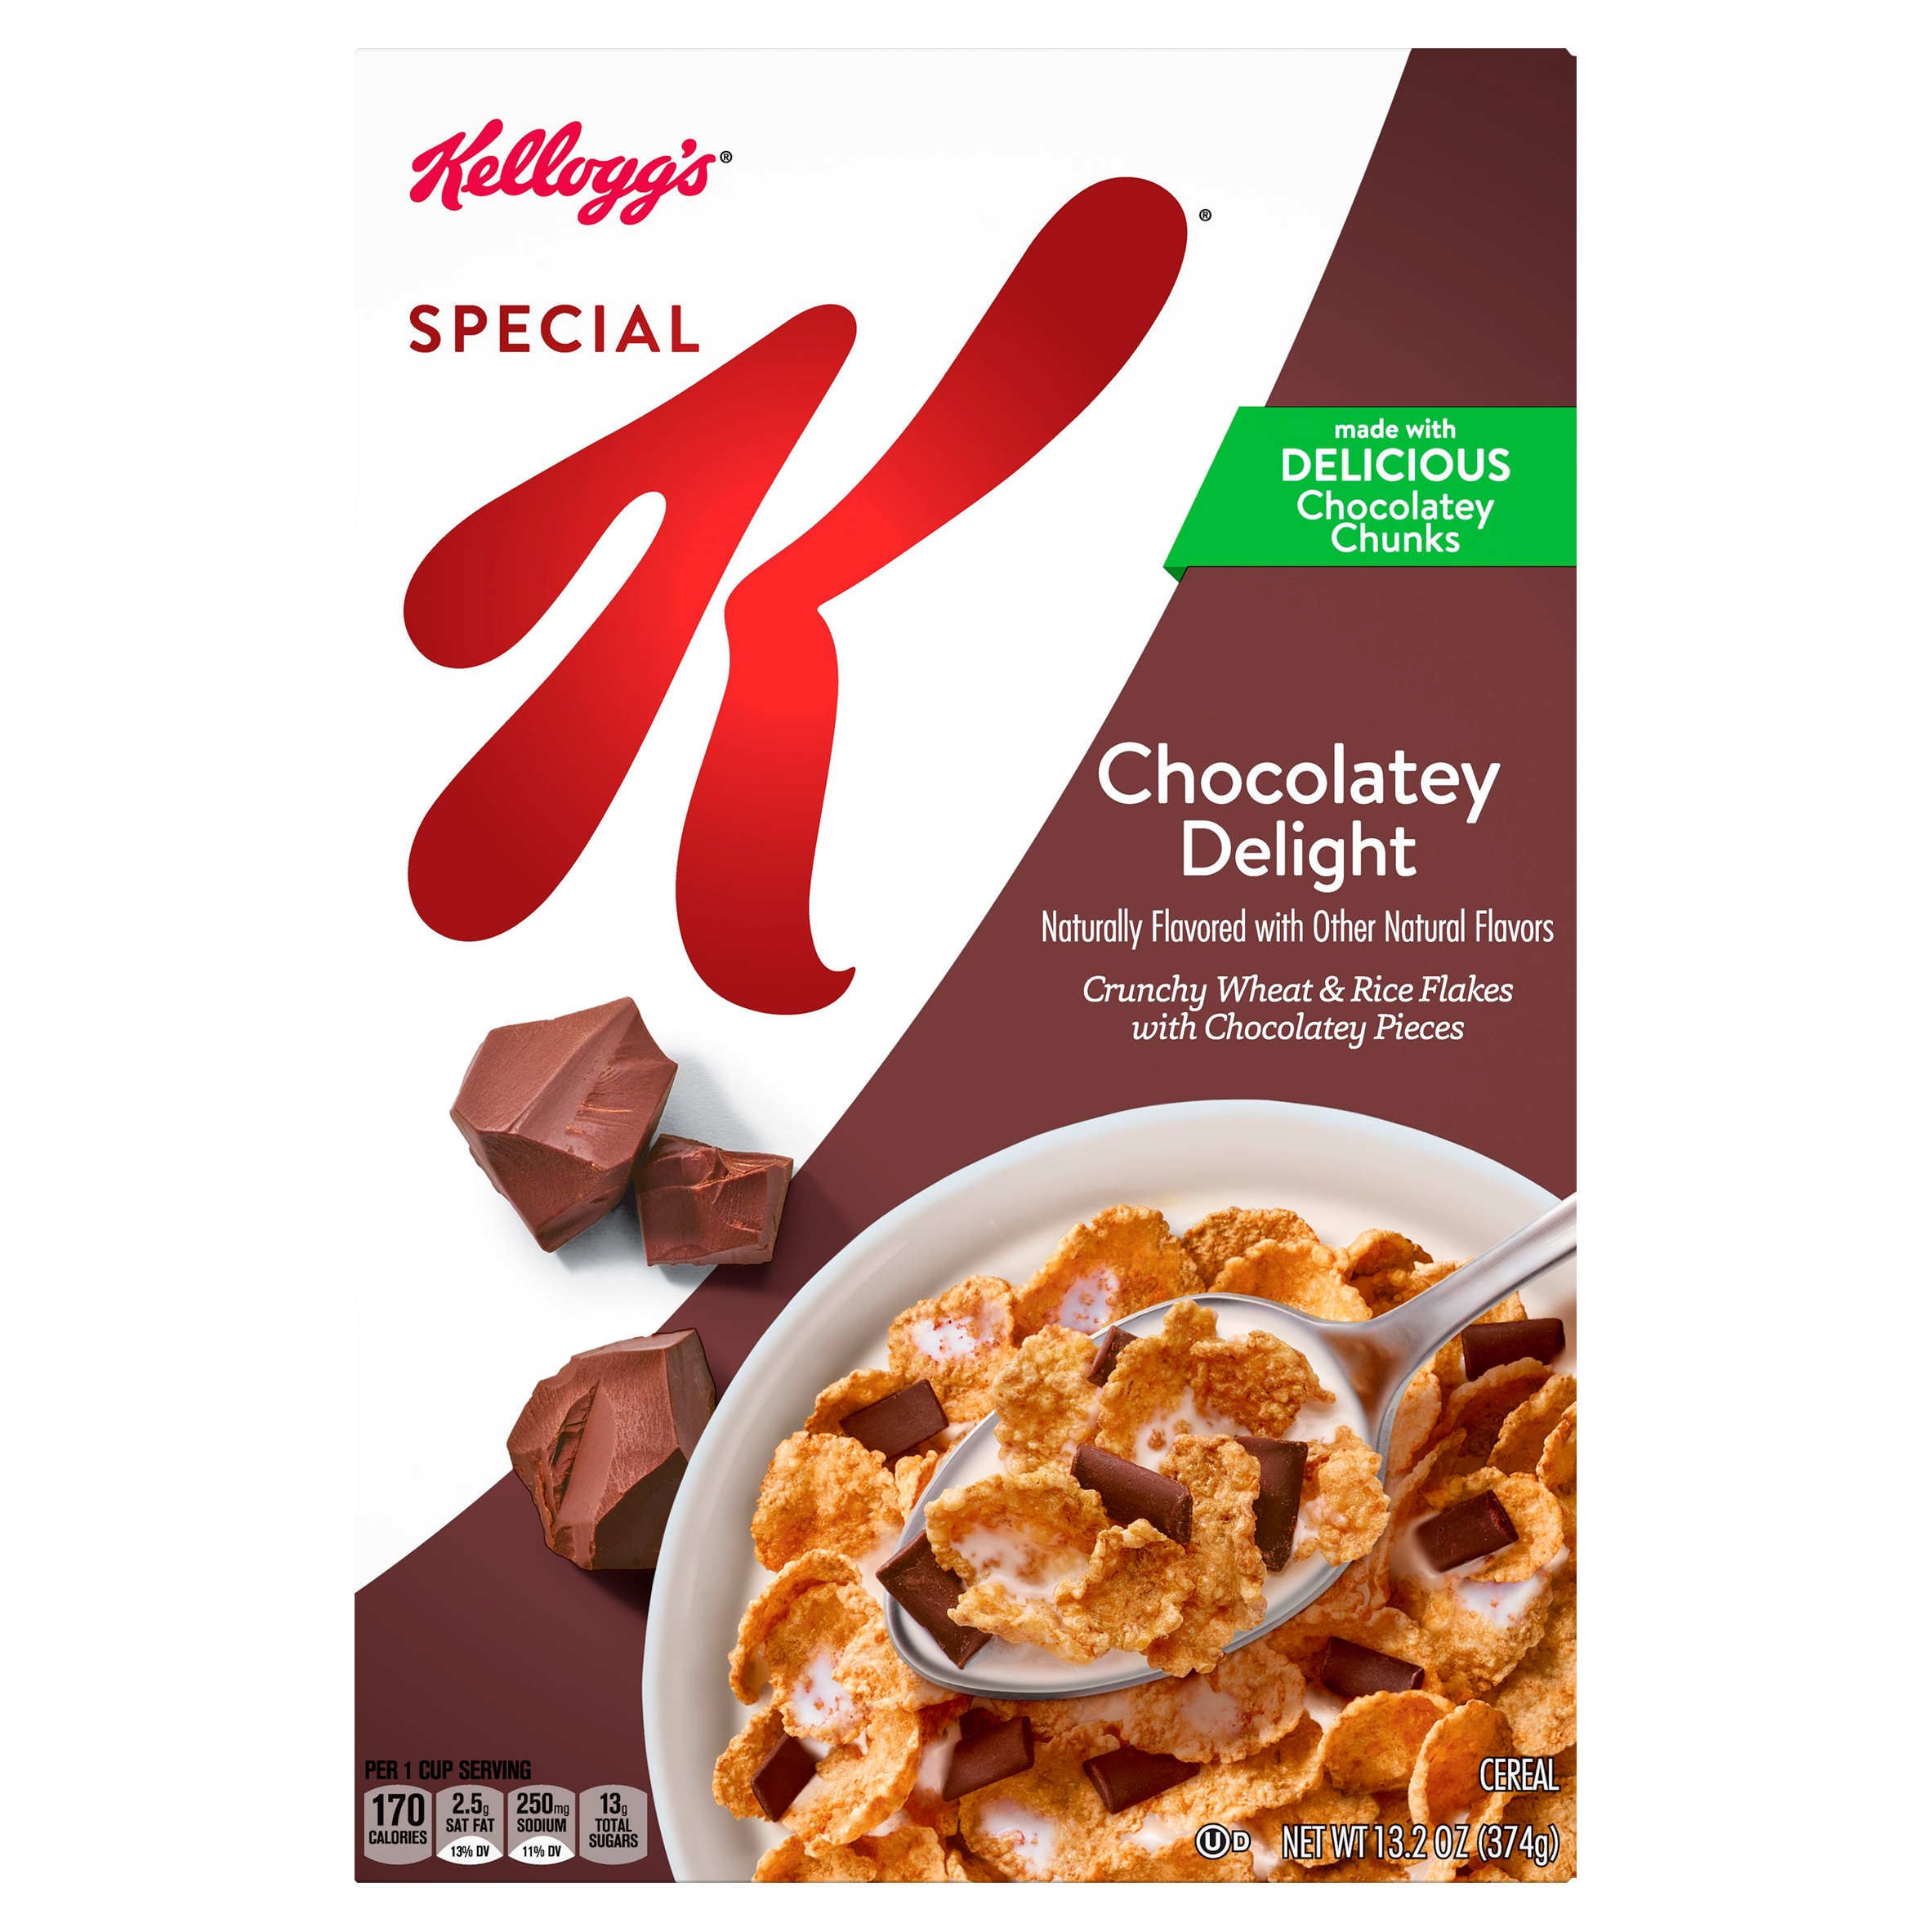 Kellogg's®
SPECIAL
K®
made with
DELICIOUS
Chocolatey
Chunks
Chocolatey
Delight
Naturally Flavored with Other Natural Flavors
Crunchy Wheat & Rice Flakes
with Chocolatey Pieces
PER 1 CUP SERVING
170
CALORIES
2.5g
SAT FAT
13% DV
250mg
SODIUM
11% DV
13g
TOTAL
SUGARS
CEREAL
U D NET WT 13.2 OZ (374g)